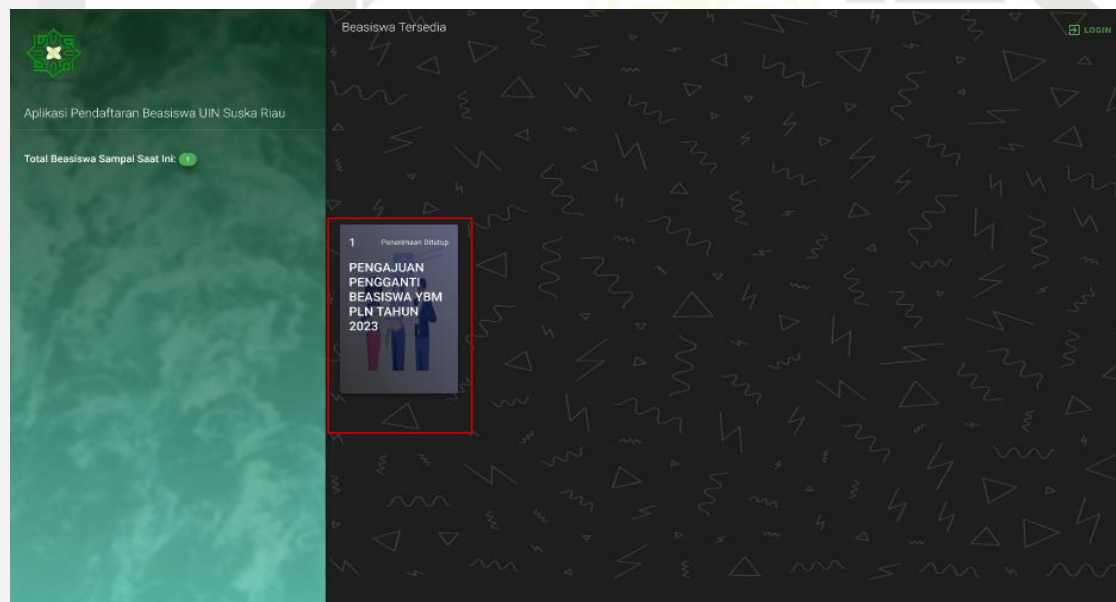 Aplikasi Pendaftaran Beasiswa UIN Suska Riau
Total Beasiswa Sampai Saat Ini: 1
Beasiswa Tersedia
LOGIN
1 Penerimaan Ditutup
PENGAJUAN
PENGGANTI
BEASISWA YBM
PLN TAHUN
2023